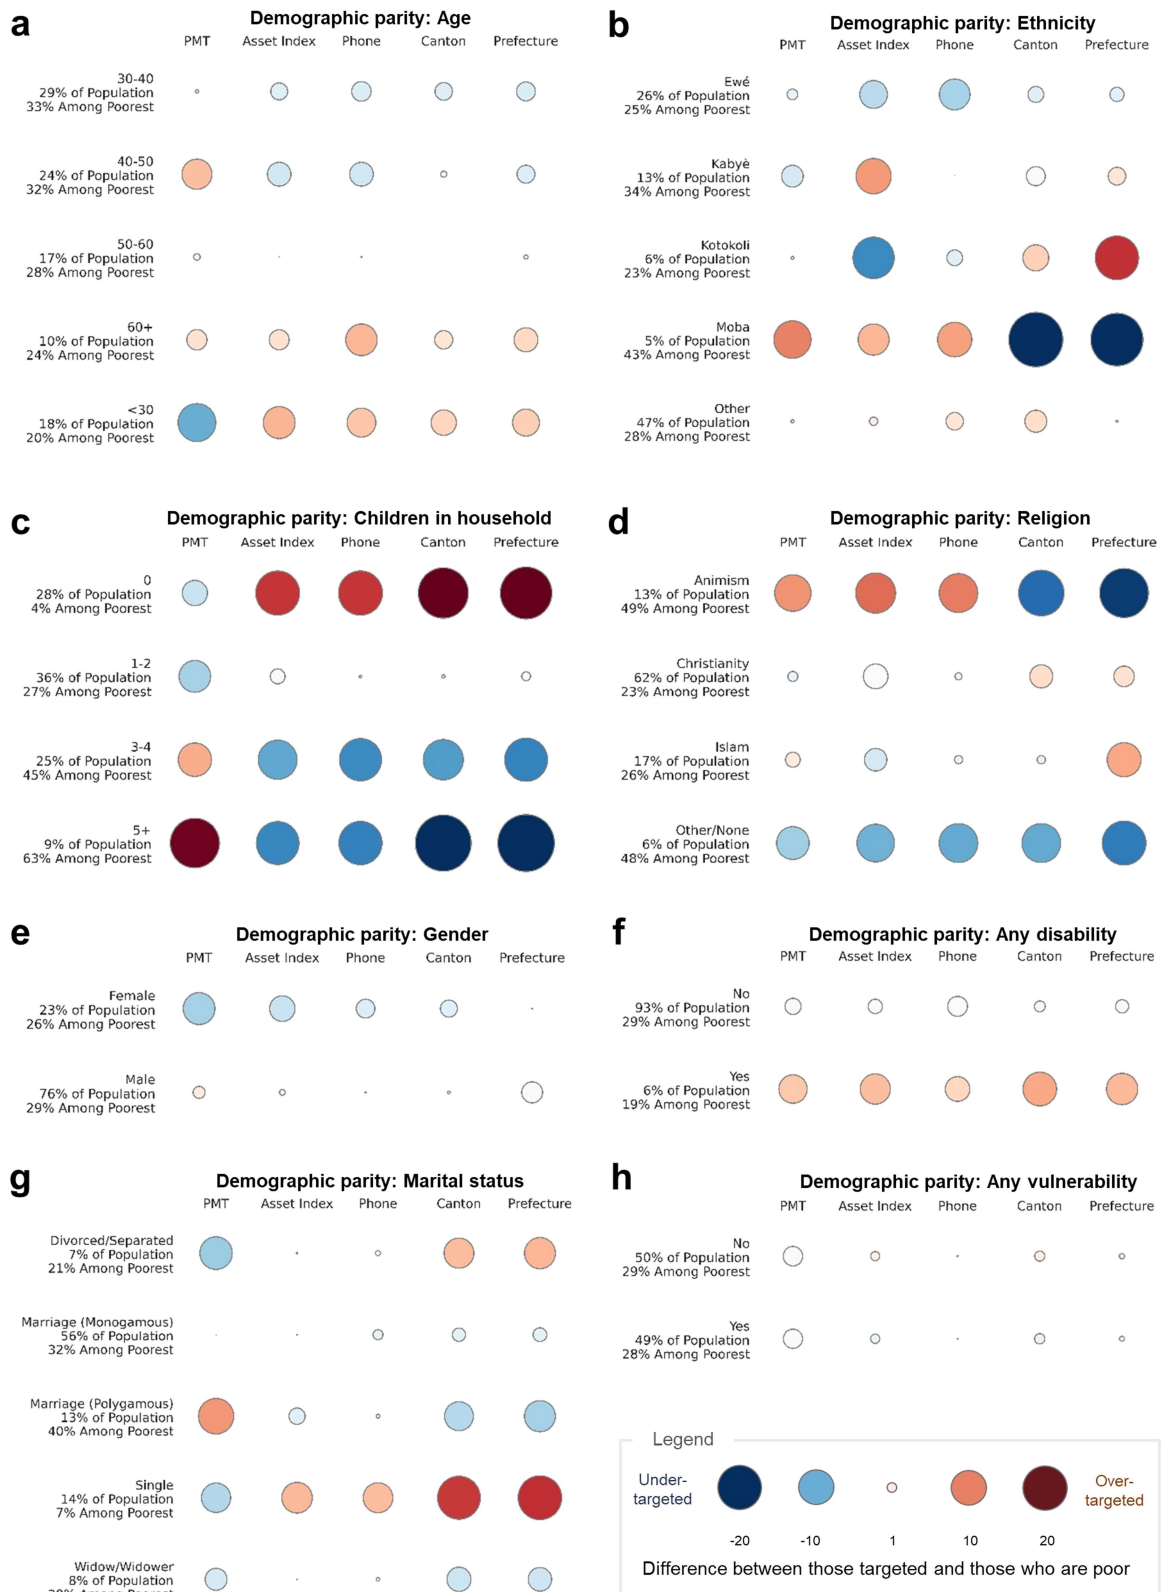 a
Demographic parity: Age
PMT Asset Index Phone Canton Prefecture
30-40
29% of Population
33% Among Poorest
40-50
24% of Population
32% Among Poorest
50-60
17% of Population
28% Among Poorest
60+
10% of Population
24% Among Poorest
<30
18% of Population
20% Among Poorest
b
Demographic parity: Ethnicity
PMT Asset Index Phone Canton Prefecture
Ewé
26% of Population
25% Among Poorest
Kabyè
13% of Population
34% Among Poorest
Kotokoli
6% of Population
23% Among Poorest
Moba
5% of Population
43% Among Poorest
Other
47% of Population
28% Among Poorest
c
Demographic parity: Children in household
PMT Asset Index Phone Canton Prefecture
0
28% of Population
4% Among Poorest
1-2
36% of Population
27% Among Poorest
3-4
25% of Population
45% Among Poorest
5+
9% of Population
63% Among Poorest
d
Demographic parity: Religion
PMT Asset Index Phone Canton Prefecture
Animism
13% of Population
49% Among Poorest
Christianity
62% of Population
23% Among Poorest
Islam
17% of Population
26% Among Poorest
Other/None
6% of Population
48% Among Poorest
e
Demographic parity: Gender
PMT Asset Index Phone Canton Prefecture
Female
23% of Population
26% Among Poorest
Male
76% of Population
29% Among Poorest
f
Demographic parity: Any disability
PMT Asset Index Phone Canton Prefecture
No
93% of Population
29% Among Poorest
Yes
6% of Population
19% Among Poorest
g
Demographic parity: Marital status
PMT Asset Index Phone Canton Prefecture
Divorced/Separated
7% of Population
21% Among Poorest
Marriage (Monogamous)
56% of Population
32% Among Poorest
Marriage (Polygamous)
13% of Population
40% Among Poorest
Single
14% of Population
7% Among Poorest
Widow/Widower
8% of Population
h
Demographic parity: Any vulnerability
PMT Asset Index Phone Canton Prefecture
No
50% of Population
29% Among Poorest
Yes
49% of Population
28% Among Poorest
Legend
Under-
targeted
Over-
targeted
-20 -10 1 10 20
Difference between those targeted and those who are poor